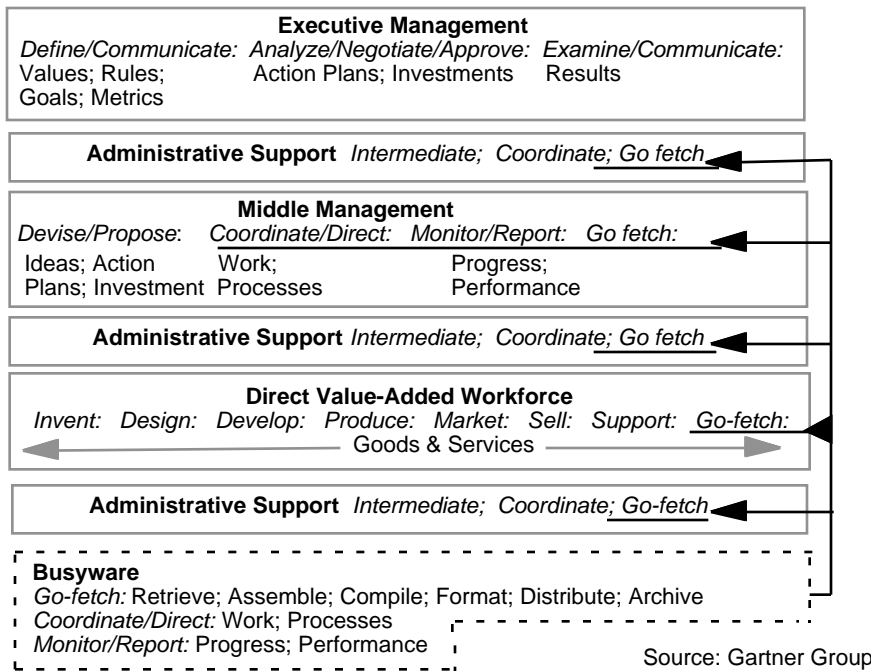 Executive Management
Define/Communicate: Analyze/Negotiate/Approve: Examine/Communicate:
Values; Rules; Action Plans; Investments Results
Goals; Metrics
Administrative Support Intermediate; Coordinate; Go fetch
Middle Management
Devise/Propose: Coordinate/Direct: Monitor/Report: Go fetch:
Ideas; Action Work; Progress;
Plans; Investment Processes Performance
Administrative Support Intermediate; Coordinate; Go fetch
Direct Value-Added Workforce
Invent: Design: Develop: Produce: Market: Sell: Support: Go-fetch:
Goods & Services
Administrative Support Intermediate; Coordinate; Go-fetch
Busyware
Go-fetch: Retrieve; Assemble; Compile; Format; Distribute; Archive
Coordinate/Direct: Work; Processes
Monitor/Report: Progress; Performance
Source: Gartner Group